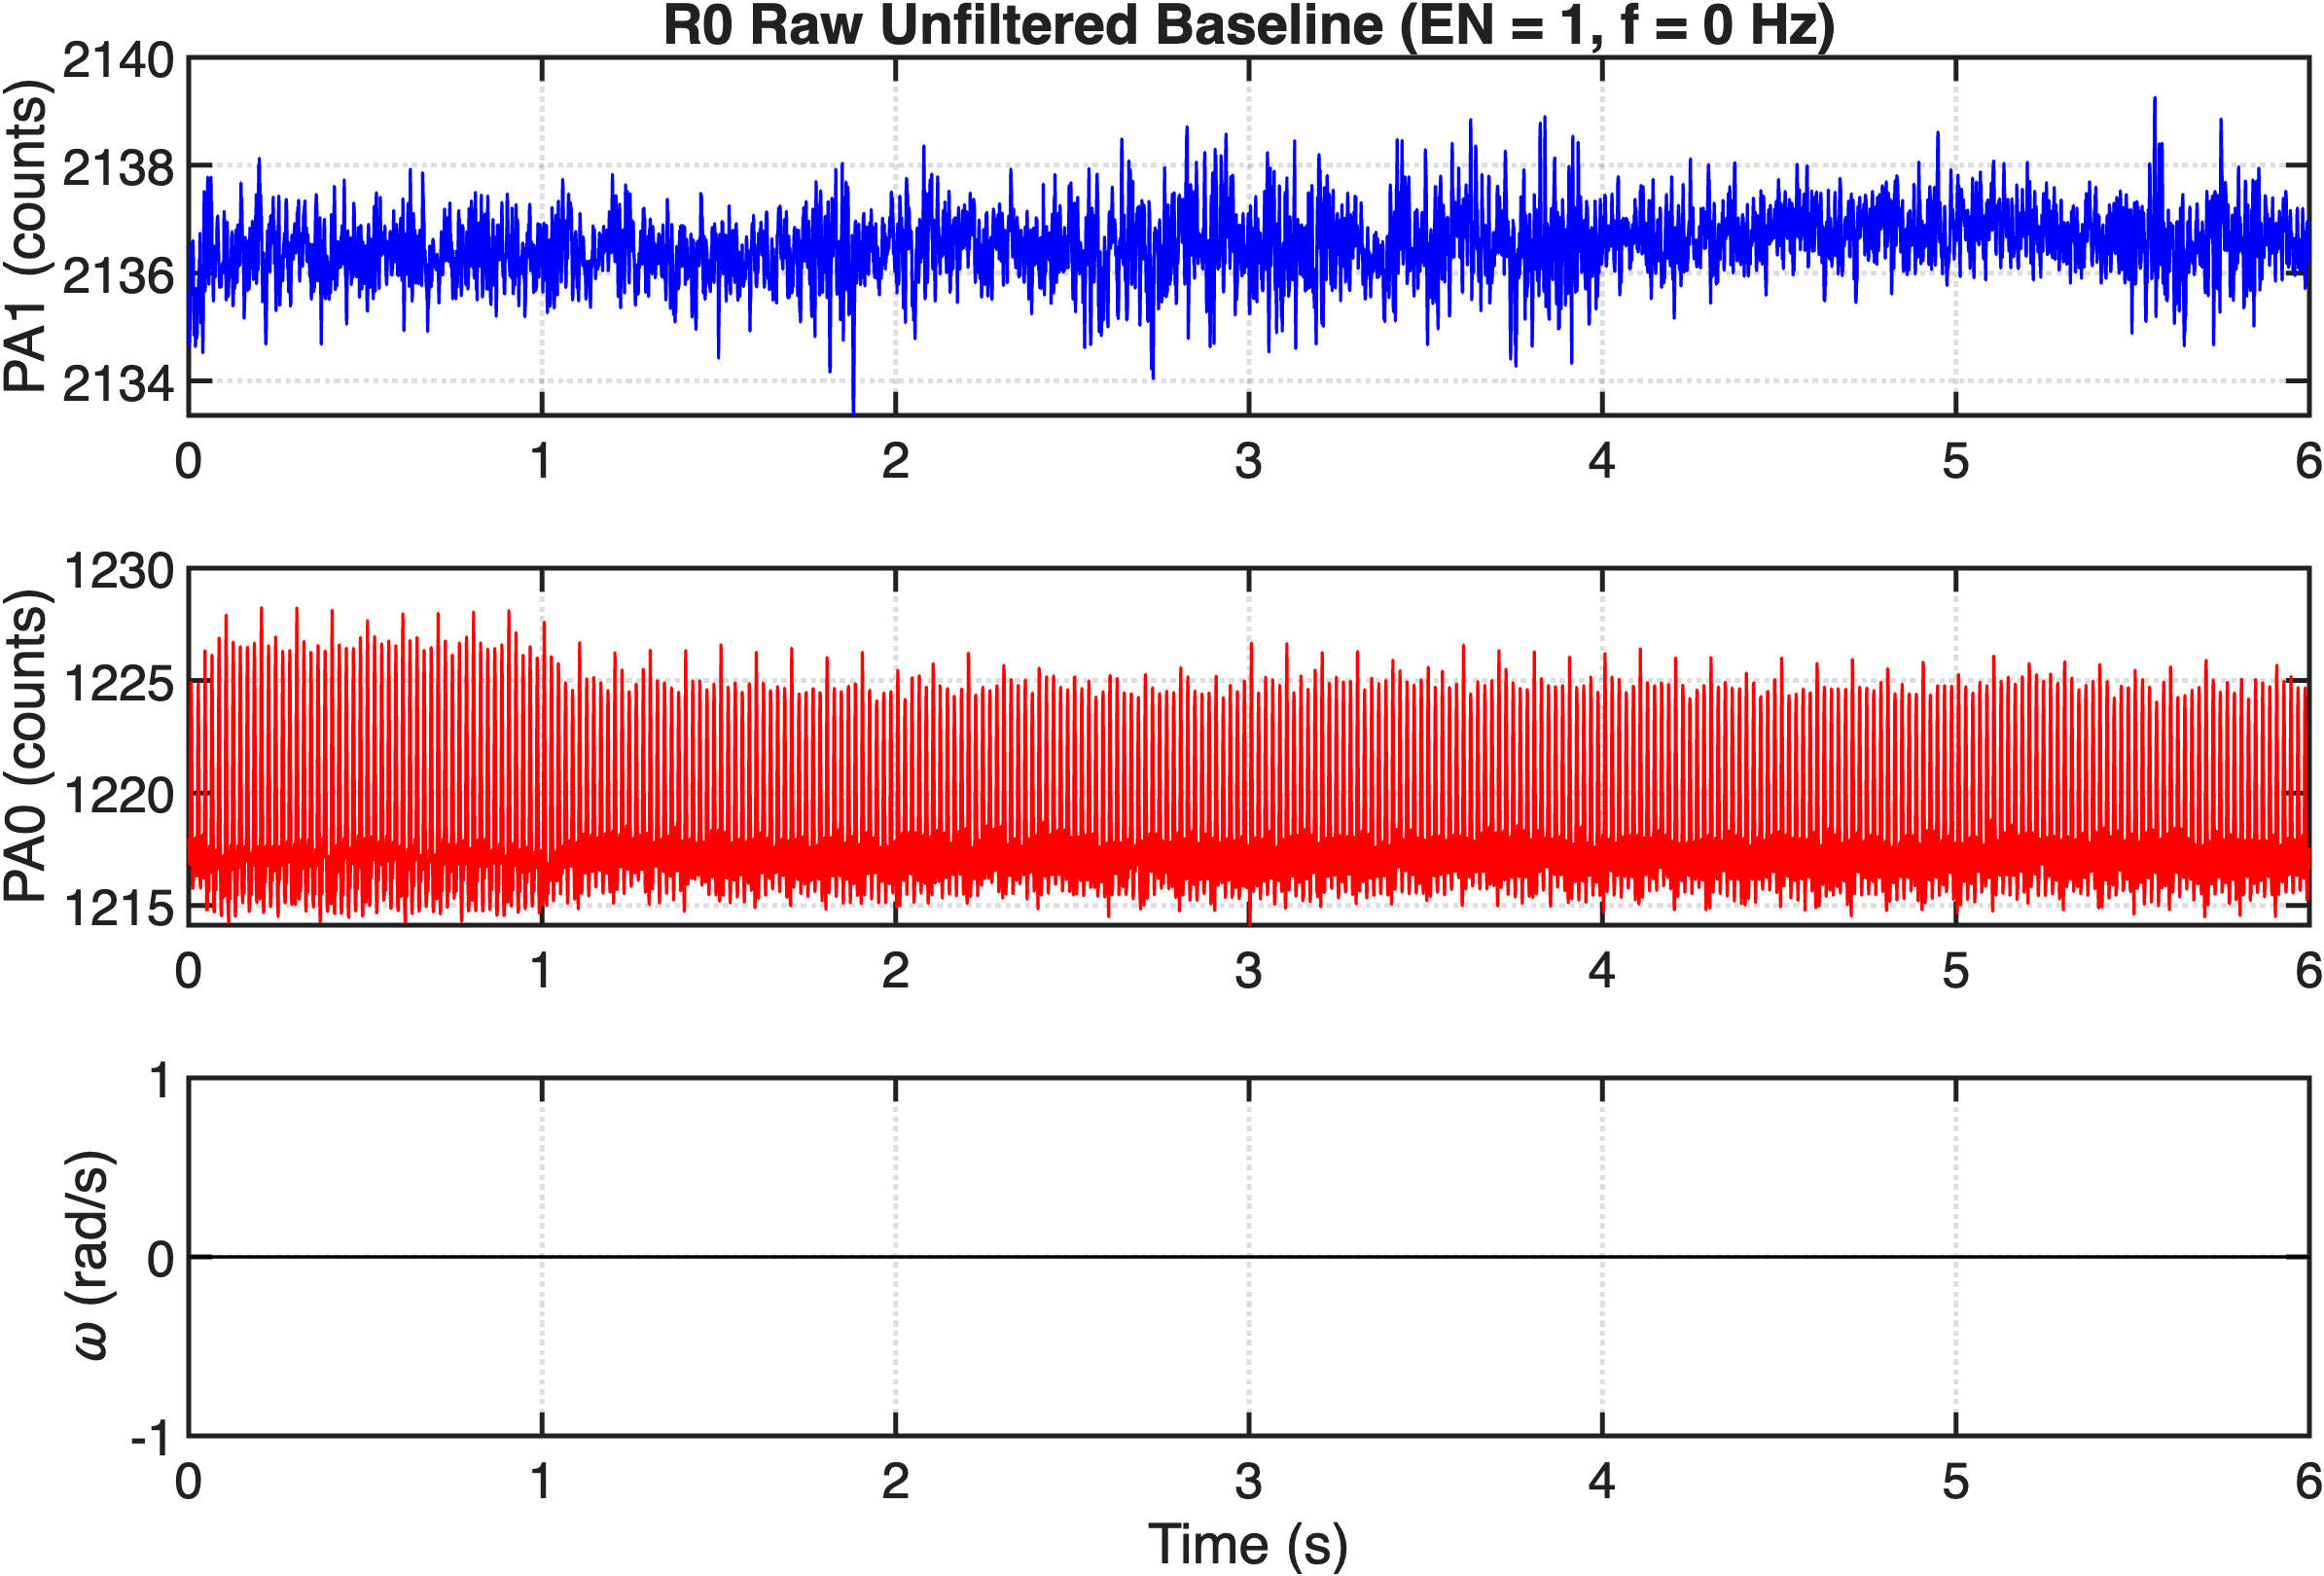 R0 Raw Unfiltered Baseline (EN = 1, f = 0 Hz)
PA1 (counts)
2140
2138
2136
2134
0 1 2 3 4 5 6
PA0 (counts)
1230
1225
1220
1215
0 1 2 3 4 5 6
ω (rad/s)
1
0
-1
0 1 2 3 4 5 6
Time (s)